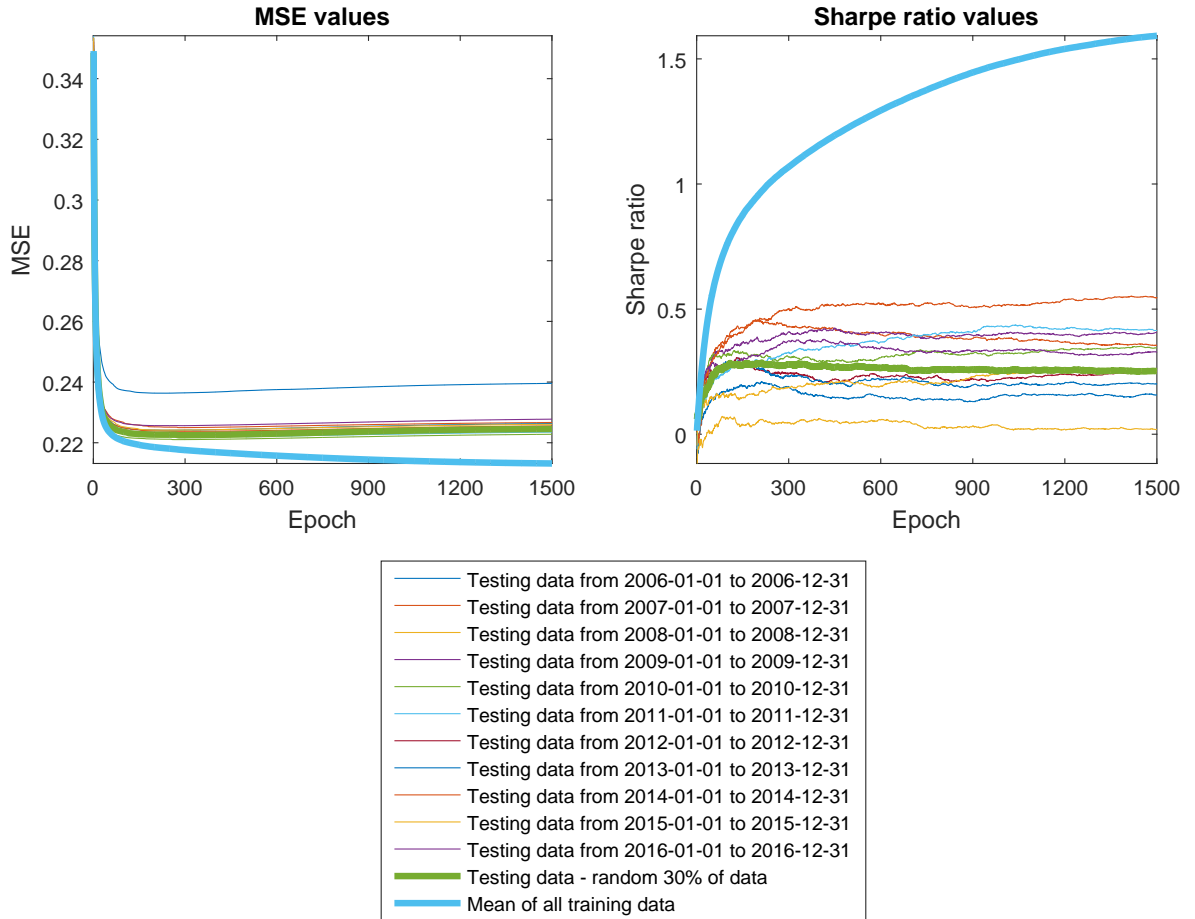 MSE values
MSE
0.34
0.32
0.3
0.28
0.26
0.24
0.22
0 300 600 900 1200 1500
Epoch
Sharpe ratio values
Sharpe ratio
1.5
1
0.5
0
0 300 600 900 1200 1500
Epoch
Testing data from 2006-01-01 to 2006-12-31
Testing data from 2007-01-01 to 2007-12-31
Testing data from 2008-01-01 to 2008-12-31
Testing data from 2009-01-01 to 2009-12-31
Testing data from 2010-01-01 to 2010-12-31
Testing data from 2011-01-01 to 2011-12-31
Testing data from 2012-01-01 to 2012-12-31
Testing data from 2013-01-01 to 2013-12-31
Testing data from 2014-01-01 to 2014-12-31
Testing data from 2015-01-01 to 2015-12-31
Testing data from 2016-01-01 to 2016-12-31
Testing data - random 30% of data
Mean of all training data